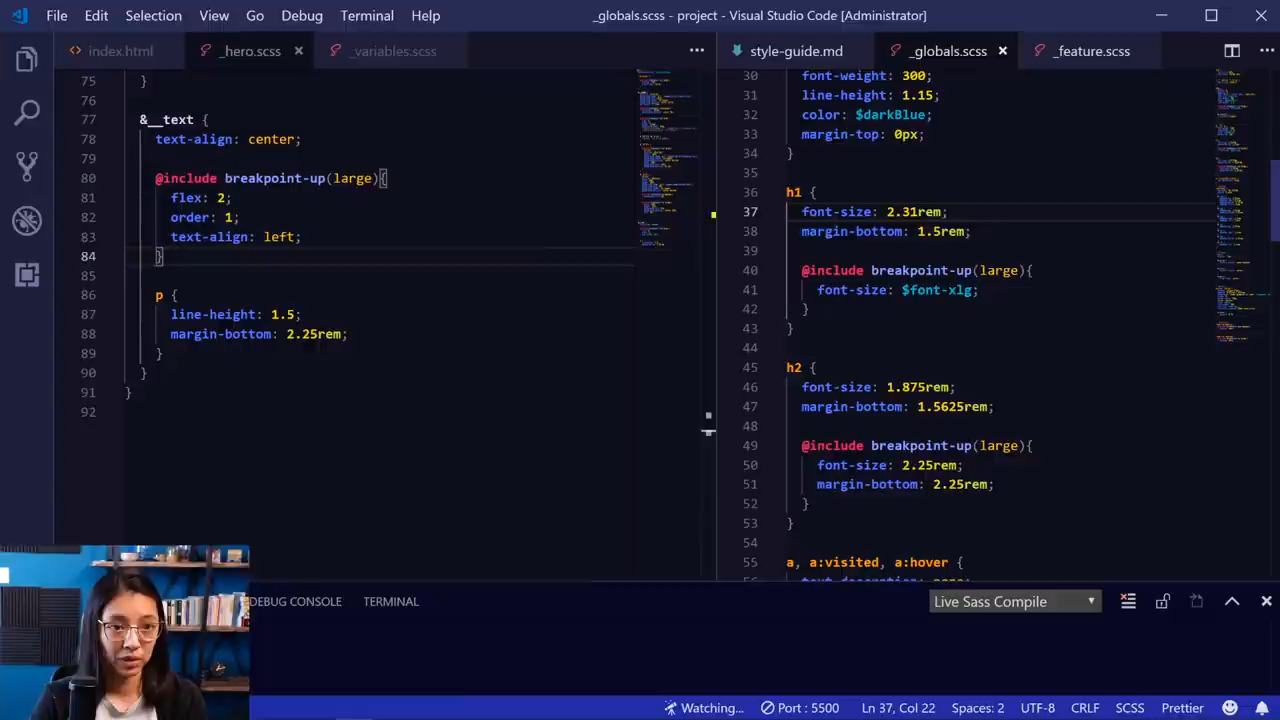 File Edit Selection View Go Debug Terminal Help
_globals.scss - project - Visual Studio Code [Administrator]
index.html _hero.scss _variables.scss
75 }
76
77 &__text {
78 text-align: center;
79
80 @include breakpoint-up(large){
81 flex: 2;
82 order: 1;
83 text-align: left;
84 }
85
86 p {
87 line-height: 1.5;
88 margin-bottom: 2.25rem;
89 }
90 }
91 }
92
style-guide.md _globals.scss _feature.scss
30 font-weight: 300;
31 line-height: 1.15;
32 color: $darkBlue;
33 margin-top: 0px;
34 }
35
36 h1 {
37 font-size: 2.31rem;
38 margin-bottom: 1.5rem;
40 @include breakpoint-up(large){
41 font-size: $font-xlg;
42 }
43 }
44
45 h2 {
46 font-size: 1.875rem;
47 margin-bottom: 1.5625rem;
48
49 @include breakpoint-up(large){
50 font-size: 2.25rem;
51 margin-bottom: 2.25rem;
52 }
53 }
54
55 a, a:visited, a:hover {
DEBUG CONSOLE TERMINAL
Live Sass Compile
Watching... Port : 5500 Ln 37, Col 22 Spaces: 2 UTF-8 CRLF SCSS Prettier